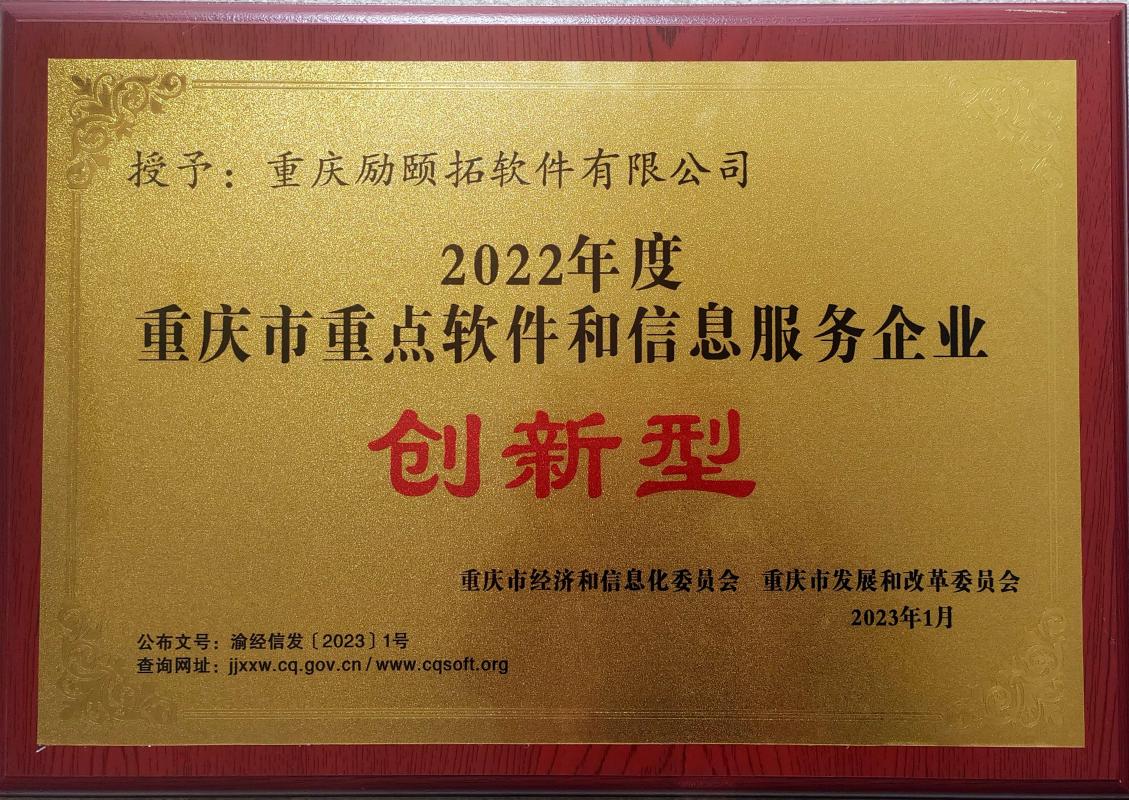 授予：重庆励颐拓软件有限公司
2022年度
重庆市重点软件和信息服务企业
创新型
重庆市经济和信息化委员会 重庆市发展和改革委员会
2023年1月
公布文号：渝经信发〔2023〕1号
查询网址：jjxxw.cq.gov.cn / www.cqsoft.org